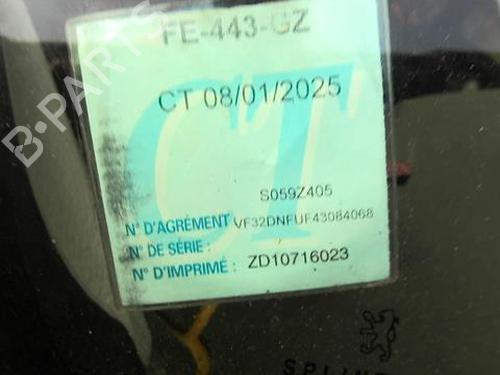 FE-443-GZ
CT 08/01/2025
CT
S059Z405
N° D'AGRÉMENT VF32DNFUF43084068
N° DE SÉRIE :
N° D'IMPRIMÉ : ZD10716023
B-PARTS